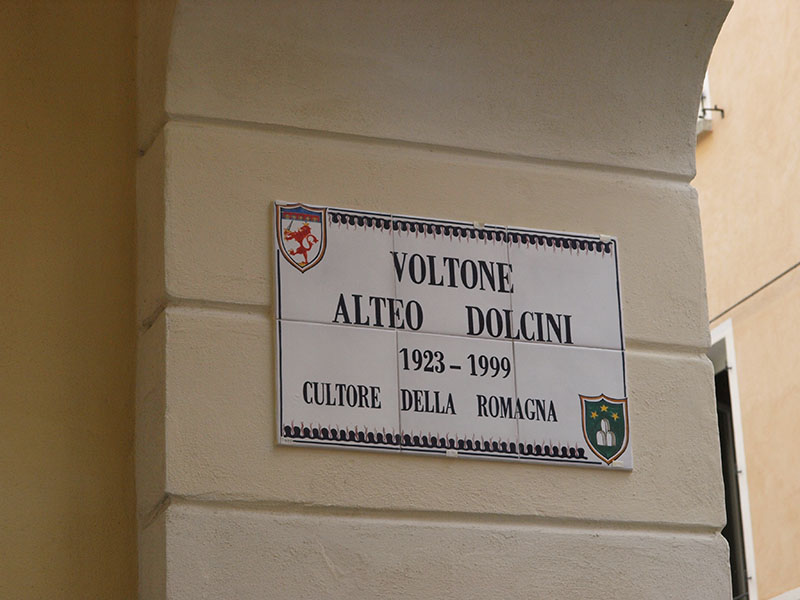 VOLTONE
ALTEO DOLCINI
1923 – 1999
CULTORE DELLA ROMAGNA